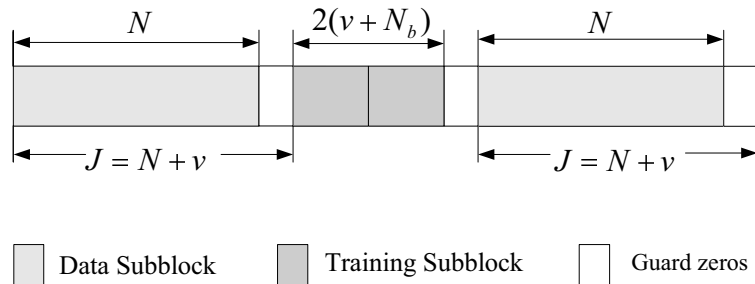 N 2(v + N_b) N
J = N + v J = N + v
Data Subblock Training Subblock Guard zeros